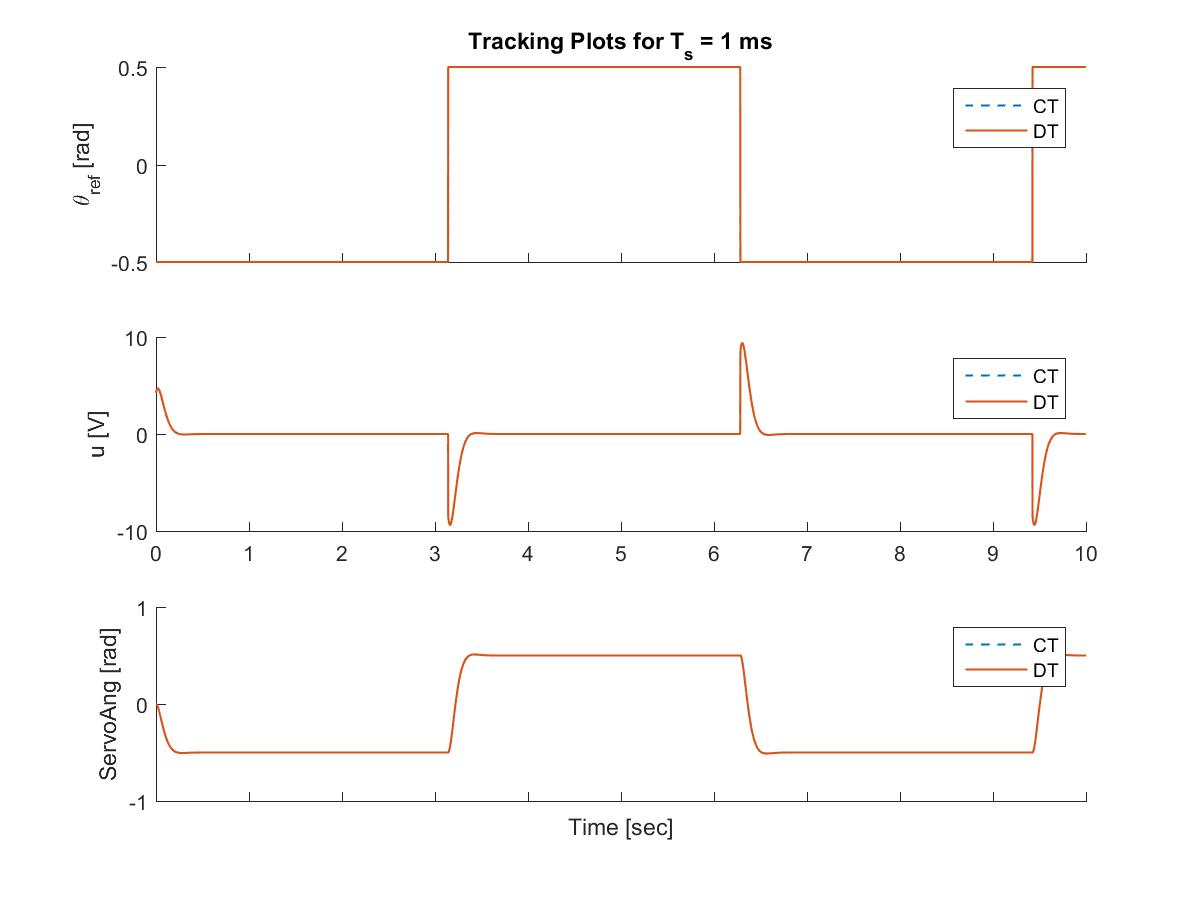 Tracking Plots for Ts = 1 ms
0.5
0
-0.5
θref [rad]
CT
DT
10
0
-10
u [V]
CT
DT
0 1 2 3 4 5 6 7 8 9 10
1
0
-1
ServoAng [rad]
CT
DT
Time [sec]